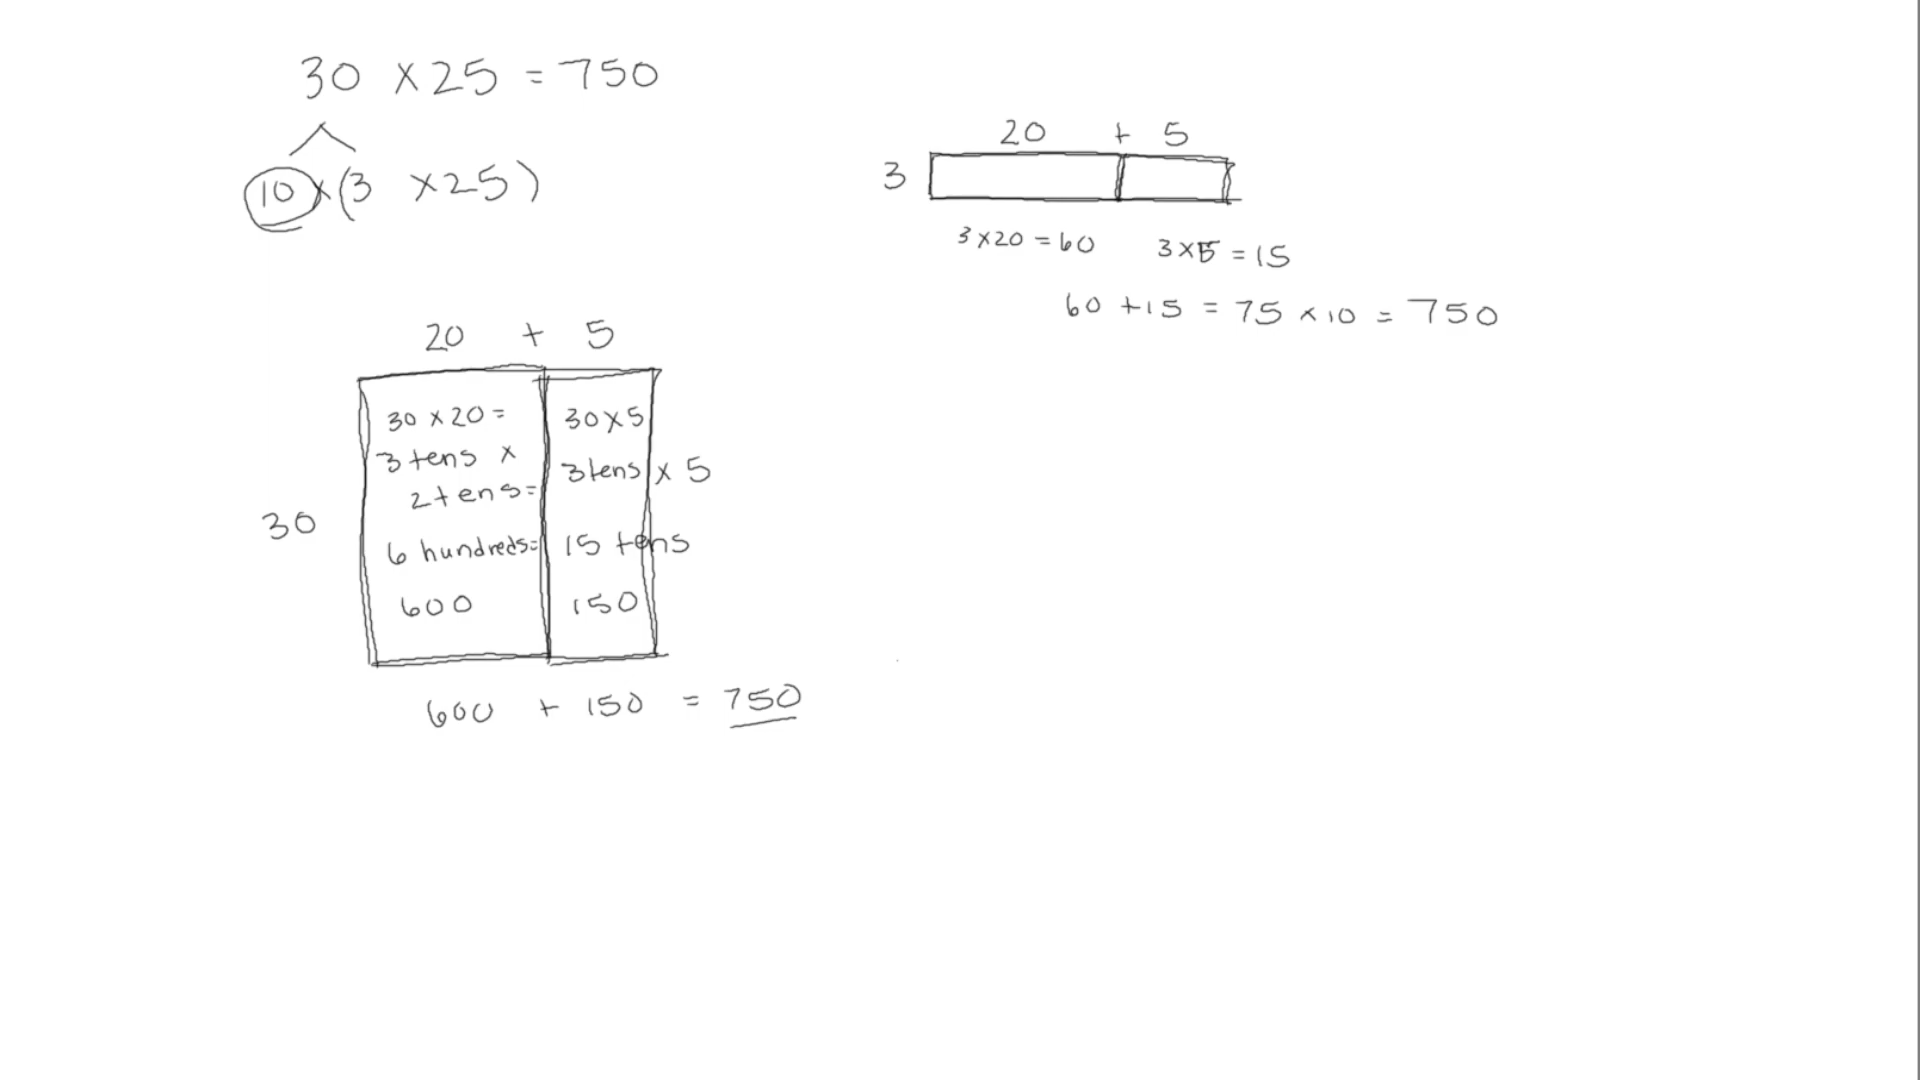 30 × 25 = 750
10 × (3 × 25)
20 + 5
3
3 × 20 = 60 3 × 5 = 15
60 + 15 = 75 × 10 = 750
20 + 5
30 × 20 =
3 tens ×
2 tens =
6 hundreds =
600
30 × 5
3 tens × 5
15 tens
150
30
600 + 150 = 750